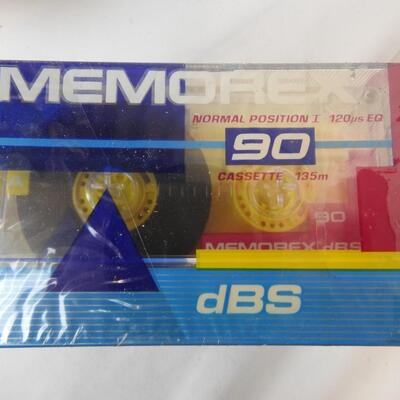 MEMOREX
NORMAL POSITION I 120µs EQ
90
CASSETTE 135m
90
MEMOREX dBS
dBS